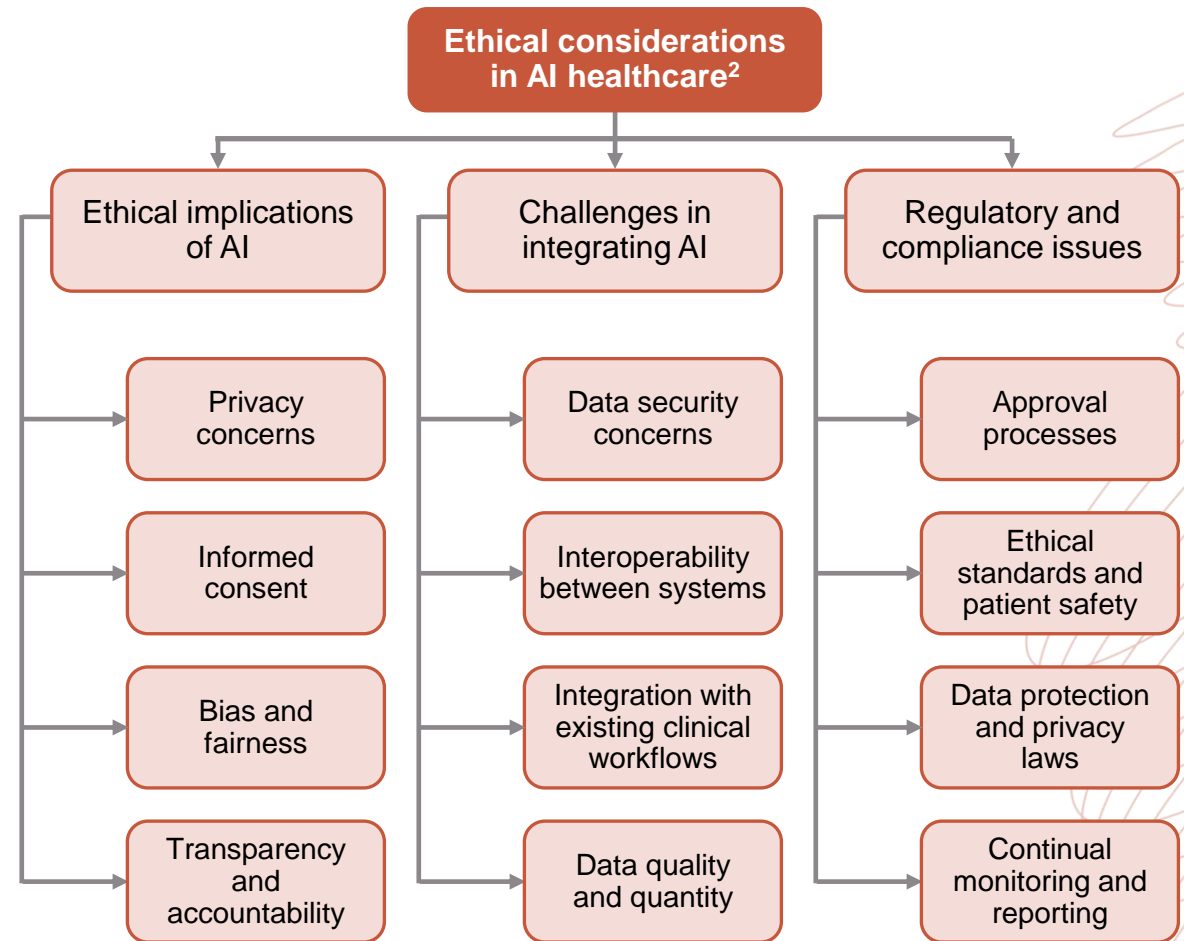 Ethical considerations
in AI healthcare²
Ethical implications
of AI
Privacy
concerns
Informed
consent
Bias and
fairness
Transparency
and
accountability
Challenges in
integrating AI
Data security
concerns
Interoperability
between systems
Integration with
existing clinical
workflows
Data quality
and quantity
Regulatory and
compliance issues
Approval
processes
Ethical
standards and
patient safety
Data protection
and privacy
laws
Continual
monitoring and
reporting